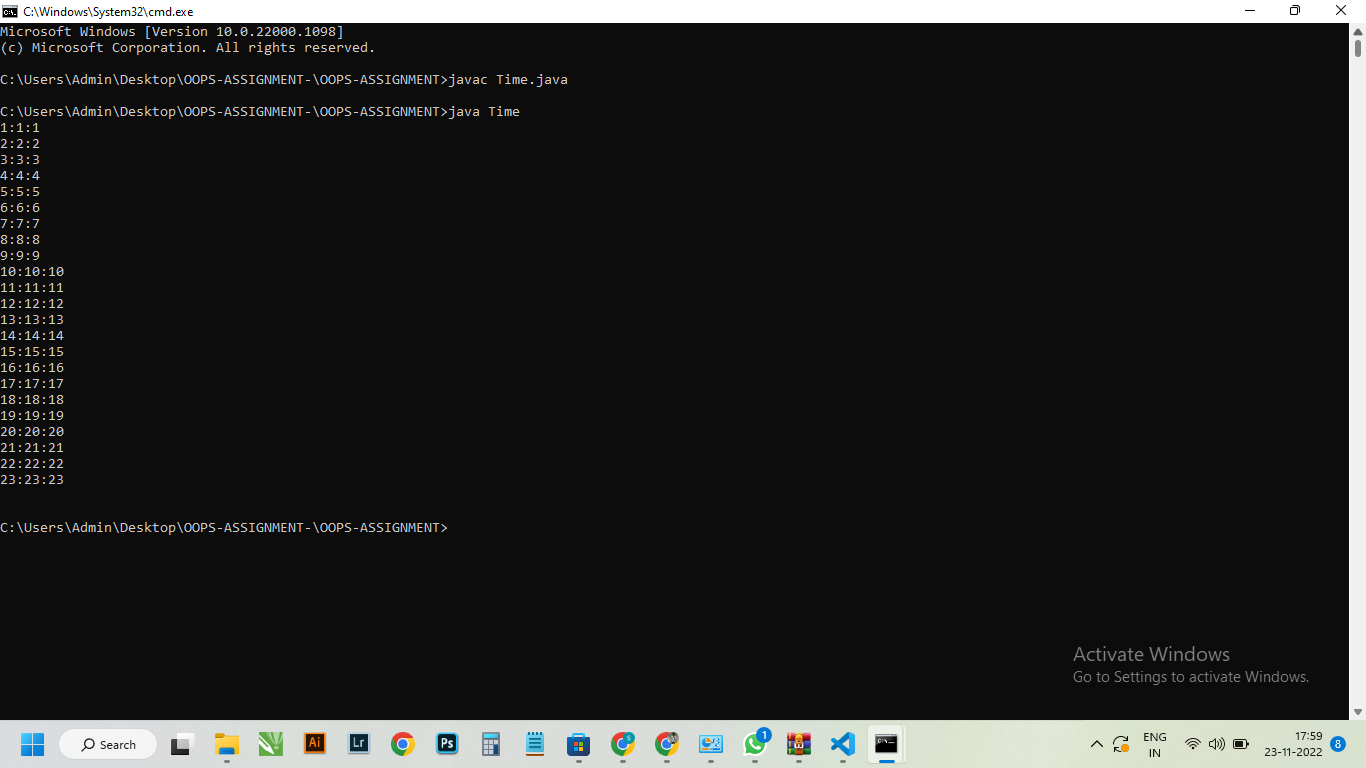 C:\Windows\System32\cmd.exe
Microsoft Windows [Version 10.0.22000.1098]
(c) Microsoft Corporation. All rights reserved.
C:\Users\Admin\Desktop\OOPS-ASSIGNMENT-\OOPS-ASSIGNMENT>javac Time.java
C:\Users\Admin\Desktop\OOPS-ASSIGNMENT-\OOPS-ASSIGNMENT>java Time
1:1:1
2:2:2
3:3:3
4:4:4
5:5:5
6:6:6
7:7:7
8:8:8
9:9:9
10:10:10
11:11:11
12:12:12
13:13:13
14:14:14
15:15:15
16:16:16
17:17:17
18:18:18
19:19:19
20:20:20
21:21:21
22:22:22
23:23:23
C:\Users\Admin\Desktop\OOPS-ASSIGNMENT-\OOPS-ASSIGNMENT>
Activate Windows
Go to Settings to activate Windows.
Search
Ai
Lr
Ps
1
ENG
IN
17:59
23-11-2022
8